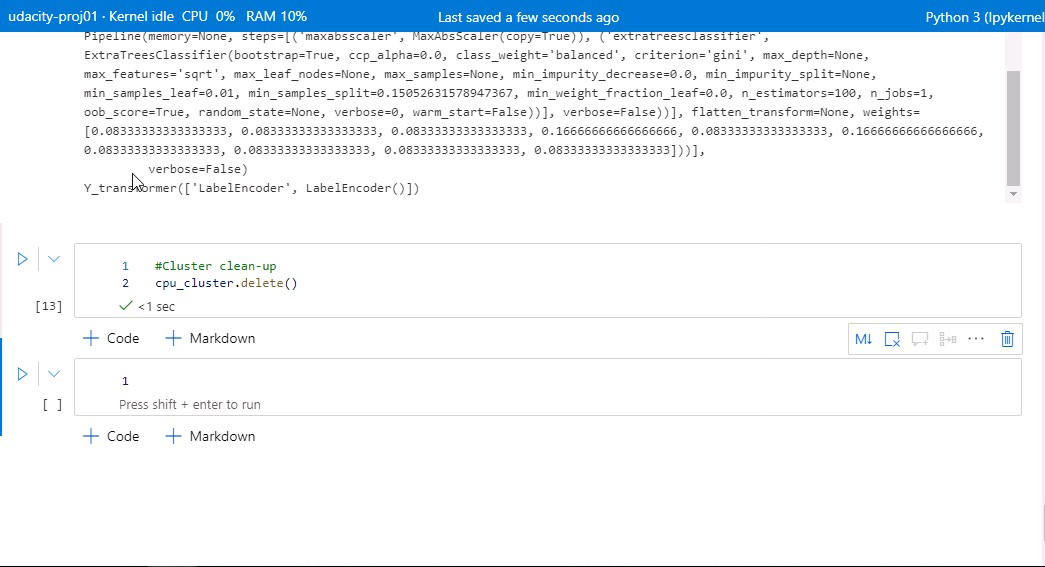 udacity-proj01 · Kernel idle CPU 0% RAM 10% Last saved a few seconds ago Python 3 (Ipykernel
Pipeline(memory=None, steps=[('maxabsscaler', MaxAbsScaler(copy=True)), ('extratreesclassifier',
ExtraTreesClassifier(bootstrap=True, ccp_alpha=0.0, class_weight='balanced', criterion='gini', max_depth=None,
max_features='sqrt', max_leaf_nodes=None, max_samples=None, min_impurity_decrease=0.0, min_impurity_split=None,
min_samples_leaf=0.01, min_samples_split=0.15052631578947367, min_weight_fraction_leaf=0.0, n_estimators=100, n_jobs=1,
oob_score=True, random_state=None, verbose=0, warm_start=False))], verbose=False))], flatten_transform=None, weights=
[0.08333333333333333, 0.08333333333333333, 0.08333333333333333, 0.16666666666666666, 0.08333333333333333, 0.16666666666666666,
0.08333333333333333, 0.08333333333333333, 0.08333333333333333, 0.08333333333333333]))],
verbose=False)
Y_transformer(['LabelEncoder', LabelEncoder()])
1 #Cluster clean-up
2 cpu_cluster.delete()
[13] <1 sec
+ Code + Markdown
M↓ ...
1
[ ] Press shift + enter to run
+ Code + Markdown